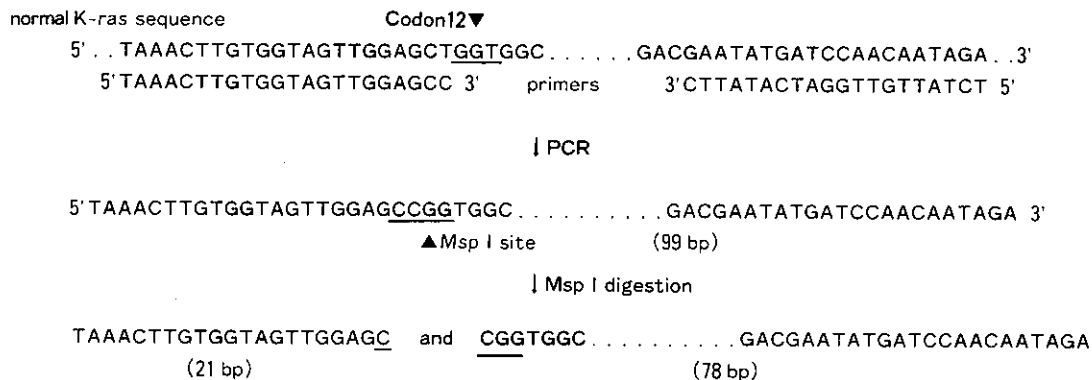 normal K-ras sequence Codon12▼
5' ..TAAACTTGTGGTAGTTGGAGCTGGTGGC......GACGAATATGATCCAACAATAGA..3'
5'TAAACTTGTGGTAGTTGGAGCC 3' primers 3'CTTATACTAGGTTGTTATCT 5'
↓PCR
5'TAAACTTGTGGTAGTTGGAGCCGGTGGC..........GACGAATATGATCCAACAATAGA 3'
▲Msp I site (99 bp)
↓Msp I digestion
TAAACTTGTGGTAGTTGGAGC and CGGTGGC..........GACGAATATGATCCAACAATAGA
(21 bp) (78 bp)